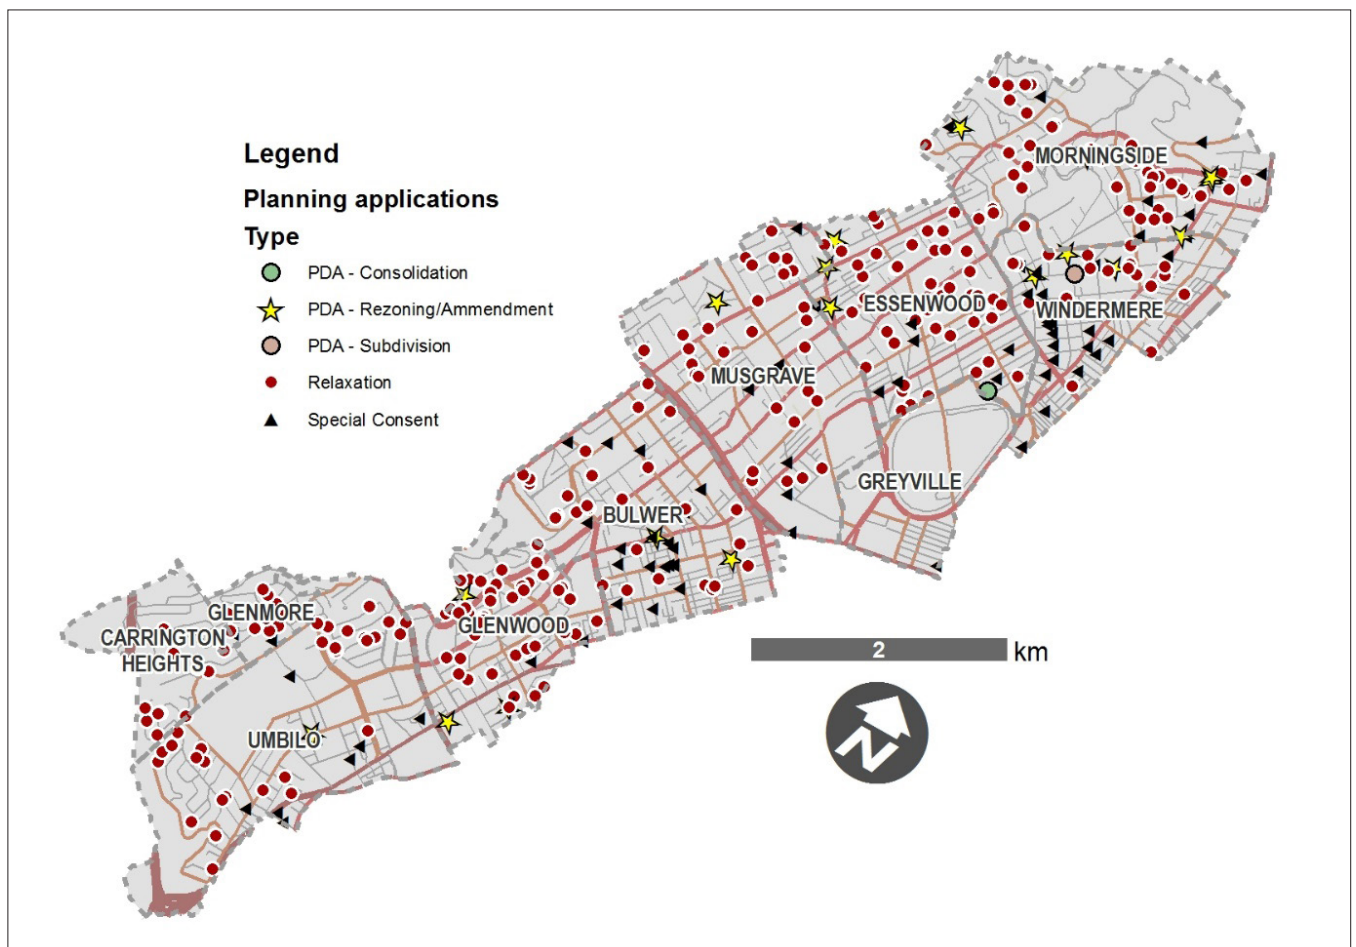 Legend
Planning applications
Type
PDA - Consolidation
PDA - Rezoning/Ammendment
PDA - Subdivision
Relaxation
Special Consent
MORNINGSIDE
ESSENWOOD
WINDERMERE
MUSGRAVE
GREYVILLE
BULWER
GLENMORE
GLENWOOD
CARRINGTON
HEIGHTS
UMBILO
2 km
N